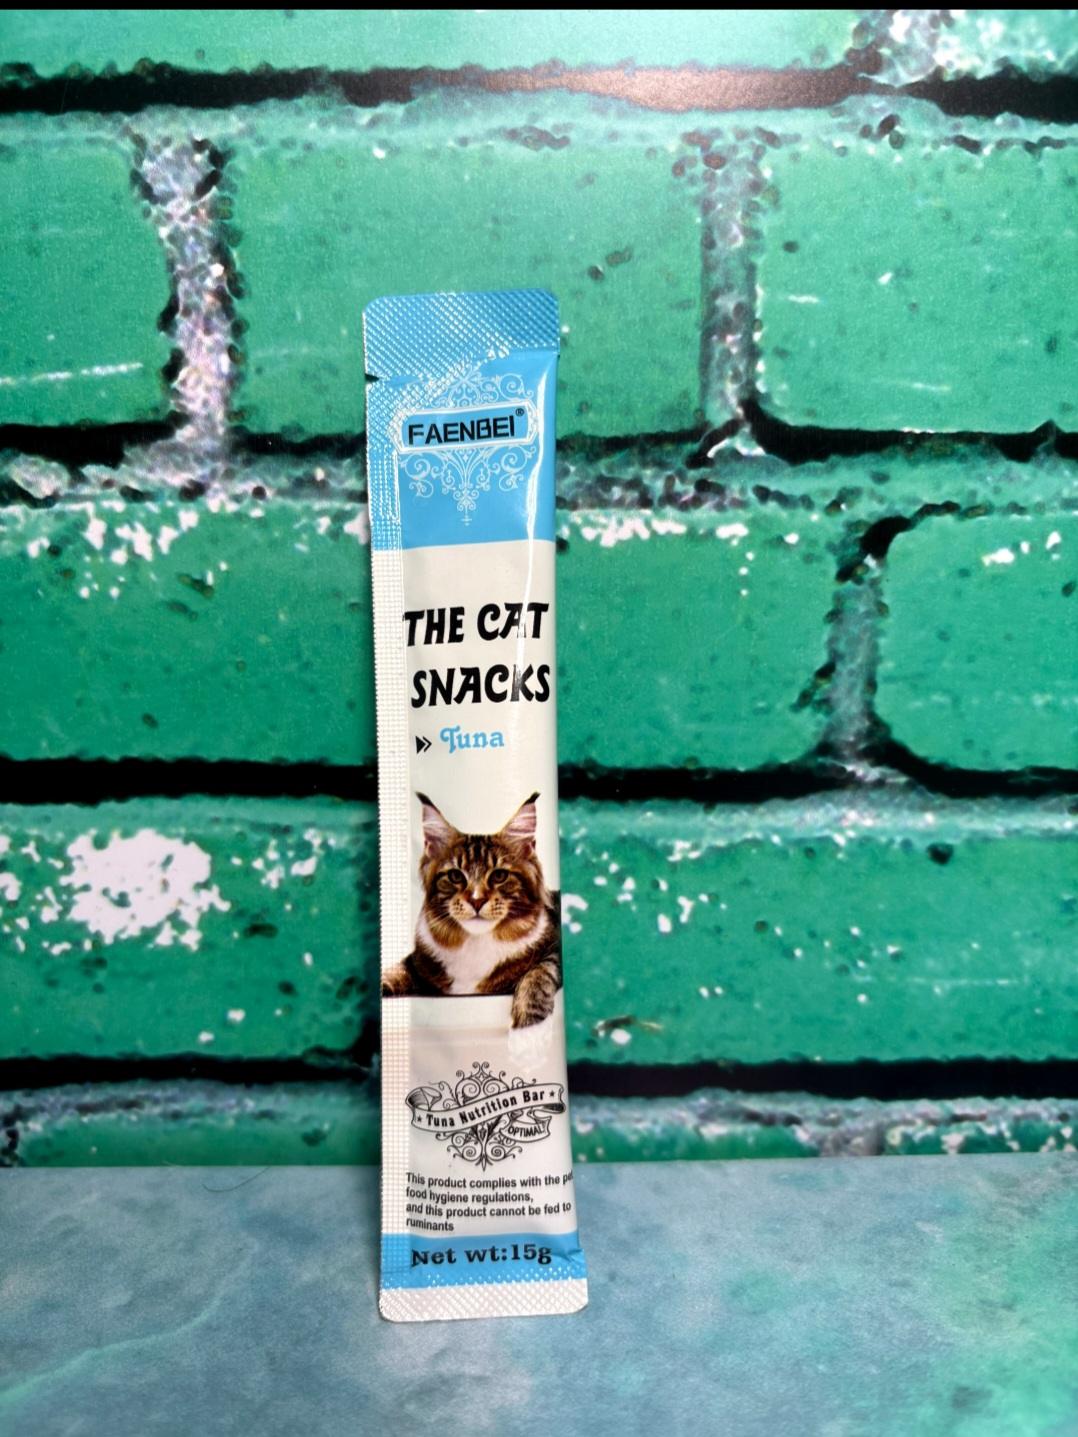 FAENBEI®
THE CAT
SNACKS
Tuna
Tuna Nutrition Bar
OPTIMAL
This product complies with the pet
food hygiene regulations,
and this product cannot be fed to
ruminants
Net wt:15g